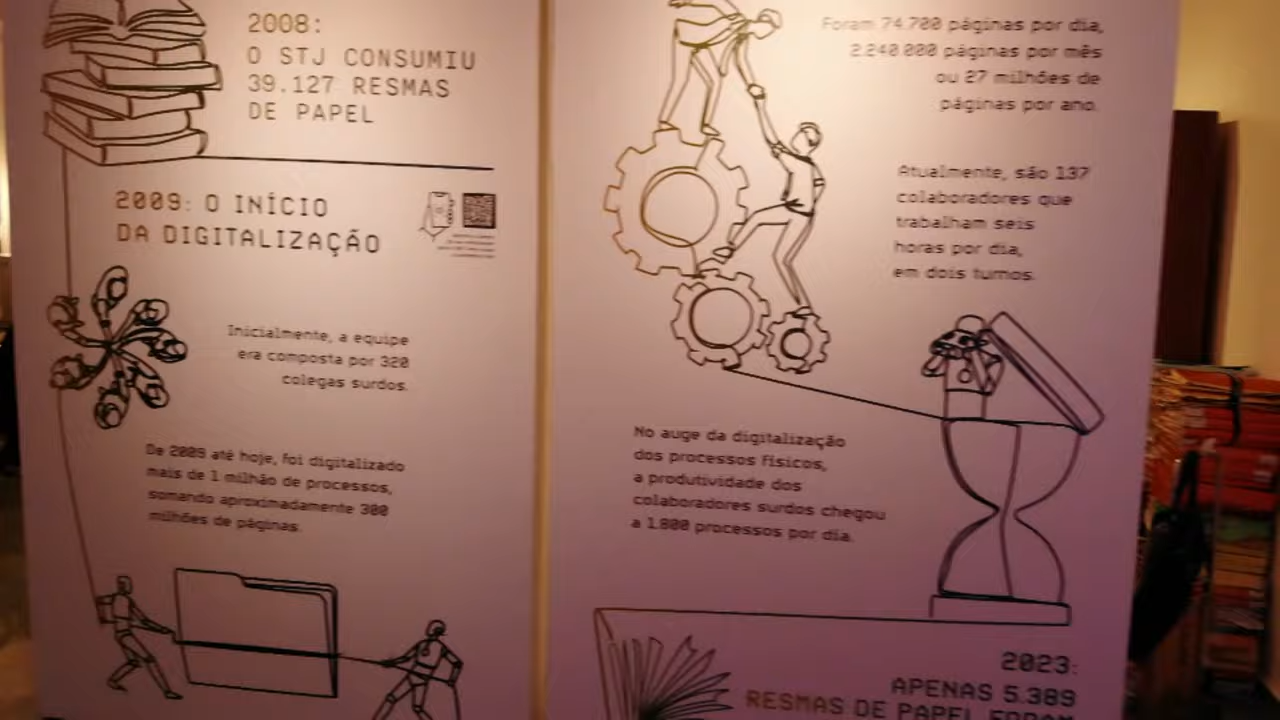 2008:
O STJ CONSUMIU
39.127 RESMAS
DE PAPEL
2009: O INÍCIO
DA DIGITALIZAÇÃO
Inicialmente, a equipe
era composta por 320
colegas surdos.
De 2009 até hoje, foi digitalizado
mais de 1 milhão de processos,
somando aproximadamente 300
milhões de páginas.
Foram 74.700 páginas por dia,
2.240.000 páginas por mês
ou 27 milhões de
páginas por ano.
Atualmente, são 137
colaboradores que
trabalham seis
horas por dia,
em dois turnos.
No auge da digitalização
dos processos físicos,
a produtividade dos
colaboradores surdos chegou
a 1.800 processos por dia.
2023:
APENAS 5.389
RESMAS DE PAPEL FORAM